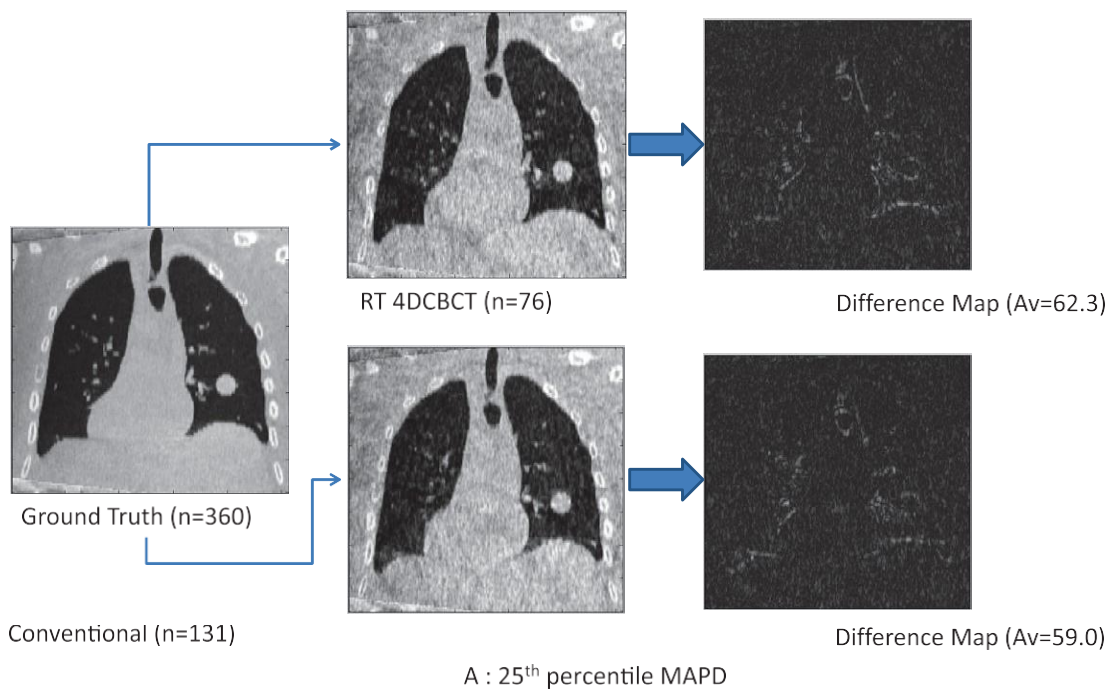 RT 4DCBCT (n=76)
Difference Map (Av=62.3)
Ground Truth (n=360)
Conventional (n=131)
Difference Map (Av=59.0)
A : 25th percentile MAPD